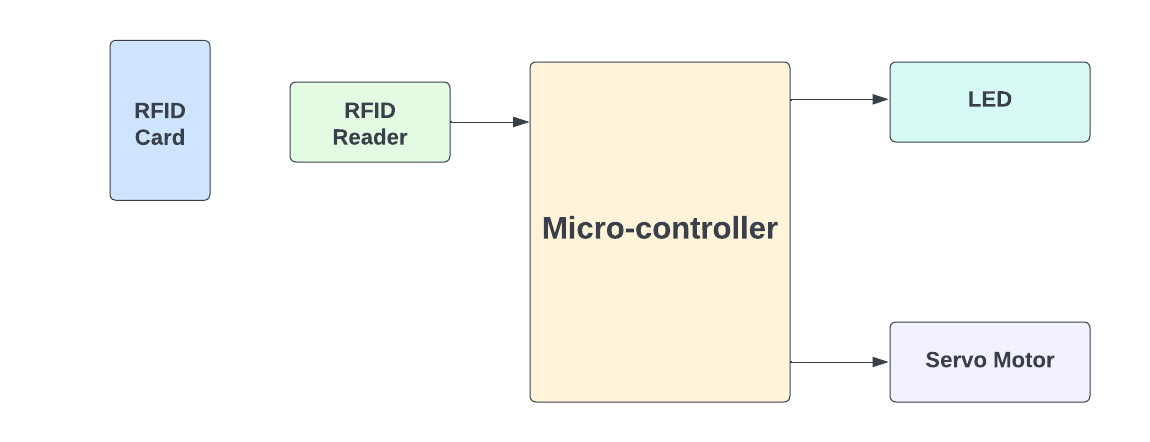 RFID
Card
RFID
Reader
Micro-controller
LED
Servo Motor